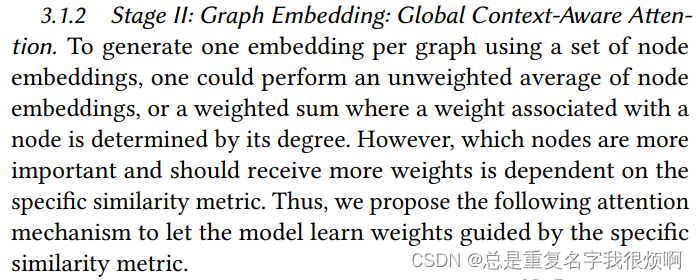 3.1.2 Stage II: Graph Embedding: Global Context-Aware Atten-
tion. To generate one embedding per graph using a set of node
embeddings, one could perform an unweighted average of node
embeddings, or a weighted sum where a weight associated with a
node is determined by its degree. However, which nodes are more
important and should receive more weights is dependent on the
specific similarity metric. Thus, we propose the following attention
mechanism to let the model learn weights guided by the specific
similarity metric.
CSDN @总是重复名字我很烦啊